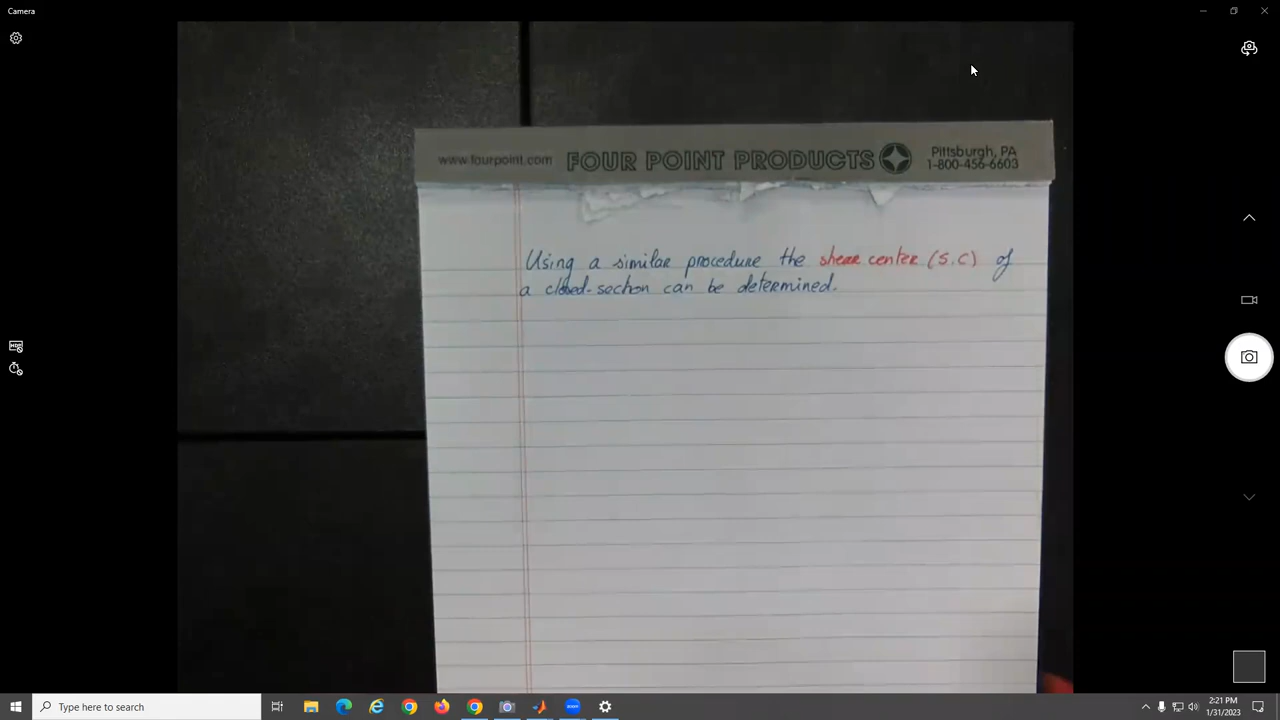 Camera
www.fourpoint.com FOUR POINT PRODUCTS Pittsburgh, PA
1-800-456-6603
Using a similar procedure the shear center (S.C) of
a closed-section can be determined.
Type here to search
2:21 PM
1/31/2023